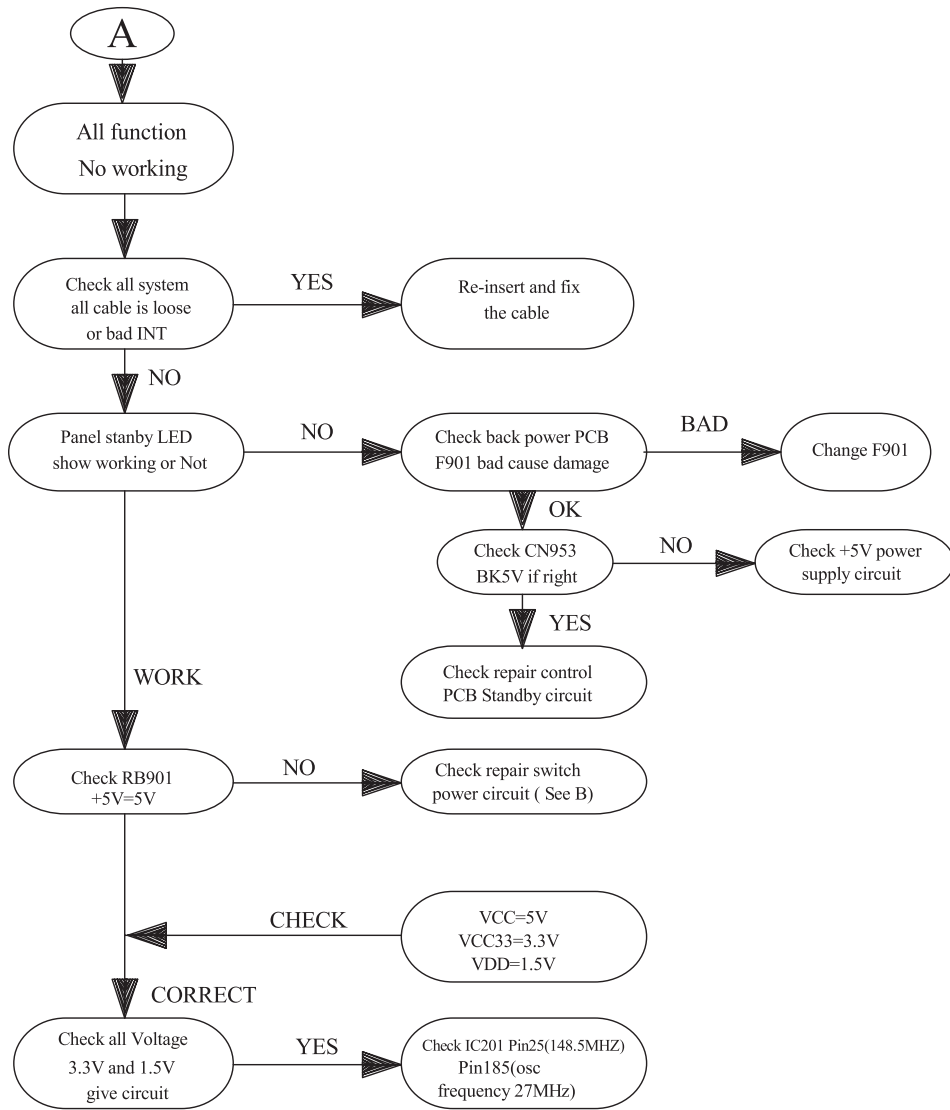 A
All function
No working
Check all system
all cable is loose
or bad INT
YES
Re-insert and fix
the cable
NO
Panel stanby LED
show working or Not
NO
Check back power PCB
F901 bad cause damage
BAD
Change F901
OK
Check CN953
BK5V if right
NO
Check +5V power
supply circuit
YES
Check repair control
PCB Standby circuit
WORK
Check RB901
+5V=5V
NO
Check repair switch
power circuit ( See B)
CHECK
VCC=5V
VCC33=3.3V
VDD=1.5V
CORRECT
Check all Voltage
3.3V and 1.5V
give circuit
YES
Check IC201 Pin25(148.5MHZ)
Pin185(osc
frequency 27MHz)